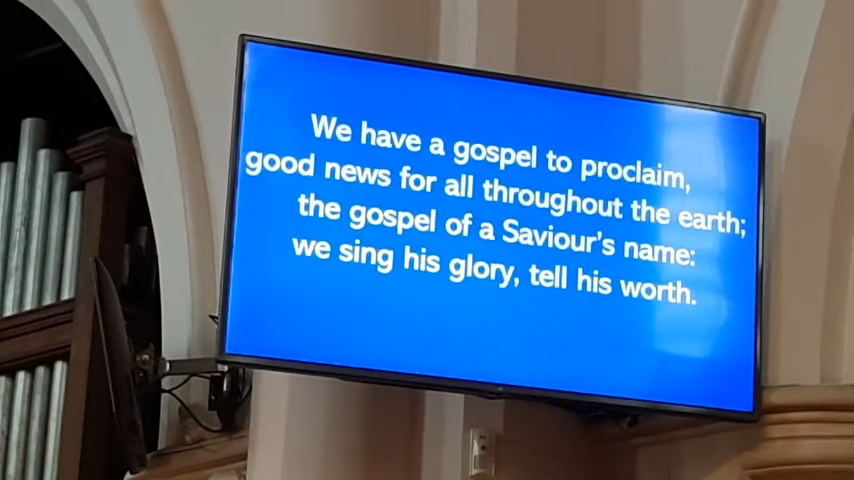 We have a gospel to proclaim,
good news for all throughout the earth;
the gospel of a Saviour's name:
we sing his glory, tell his worth.